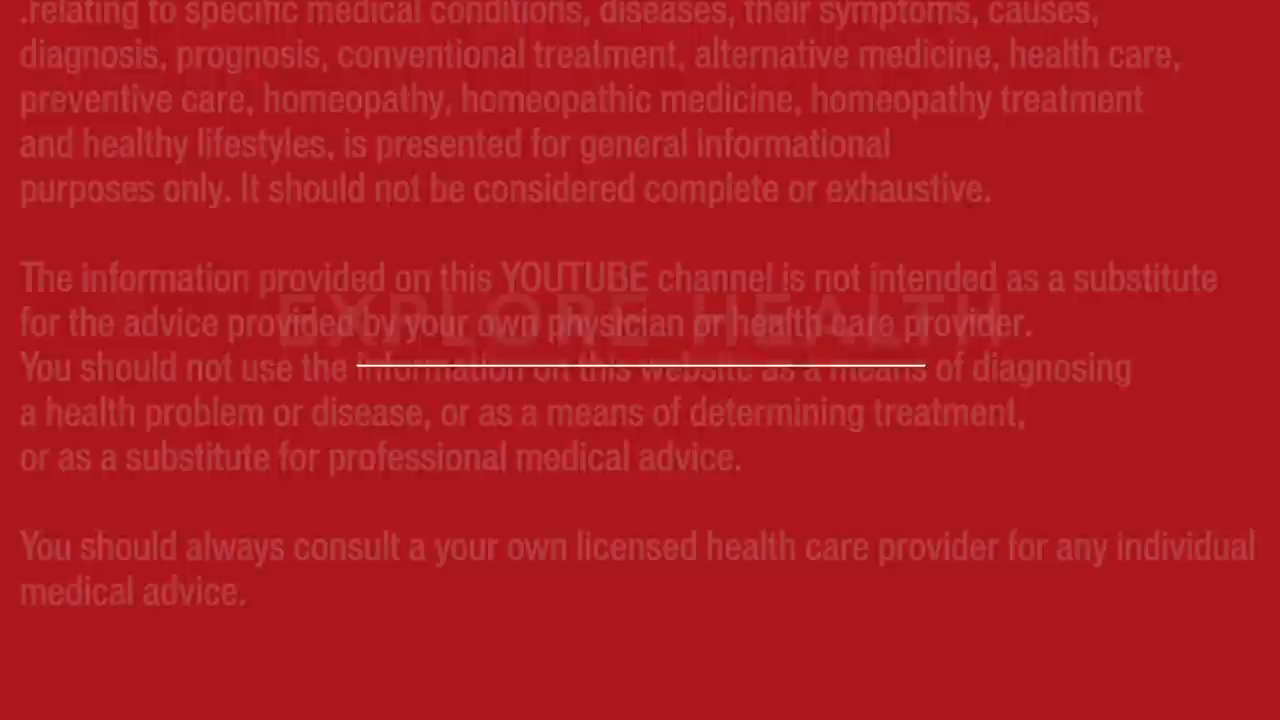 .relating to specific medical conditions, diseases, their symptoms, causes,
diagnosis, prognosis, conventional treatment, alternative medicine, health care,
preventive care, homeopathy, homeopathic medicine, homeopathy treatment
and healthy lifestyles, is presented for general informational
purposes only. It should not be considered complete or exhaustive.
The information provided on this YOUTUBE channel is not intended as a substitute
EXPLORE HEALTH
for the advice provided by your own physician or health care provider.
You should not use the information on this website as a means of diagnosing
a health problem or disease, or as a means of determining treatment,
or as a substitute for professional medical advice.
You should always consult a your own licensed health care provider for any individual
medical advice.